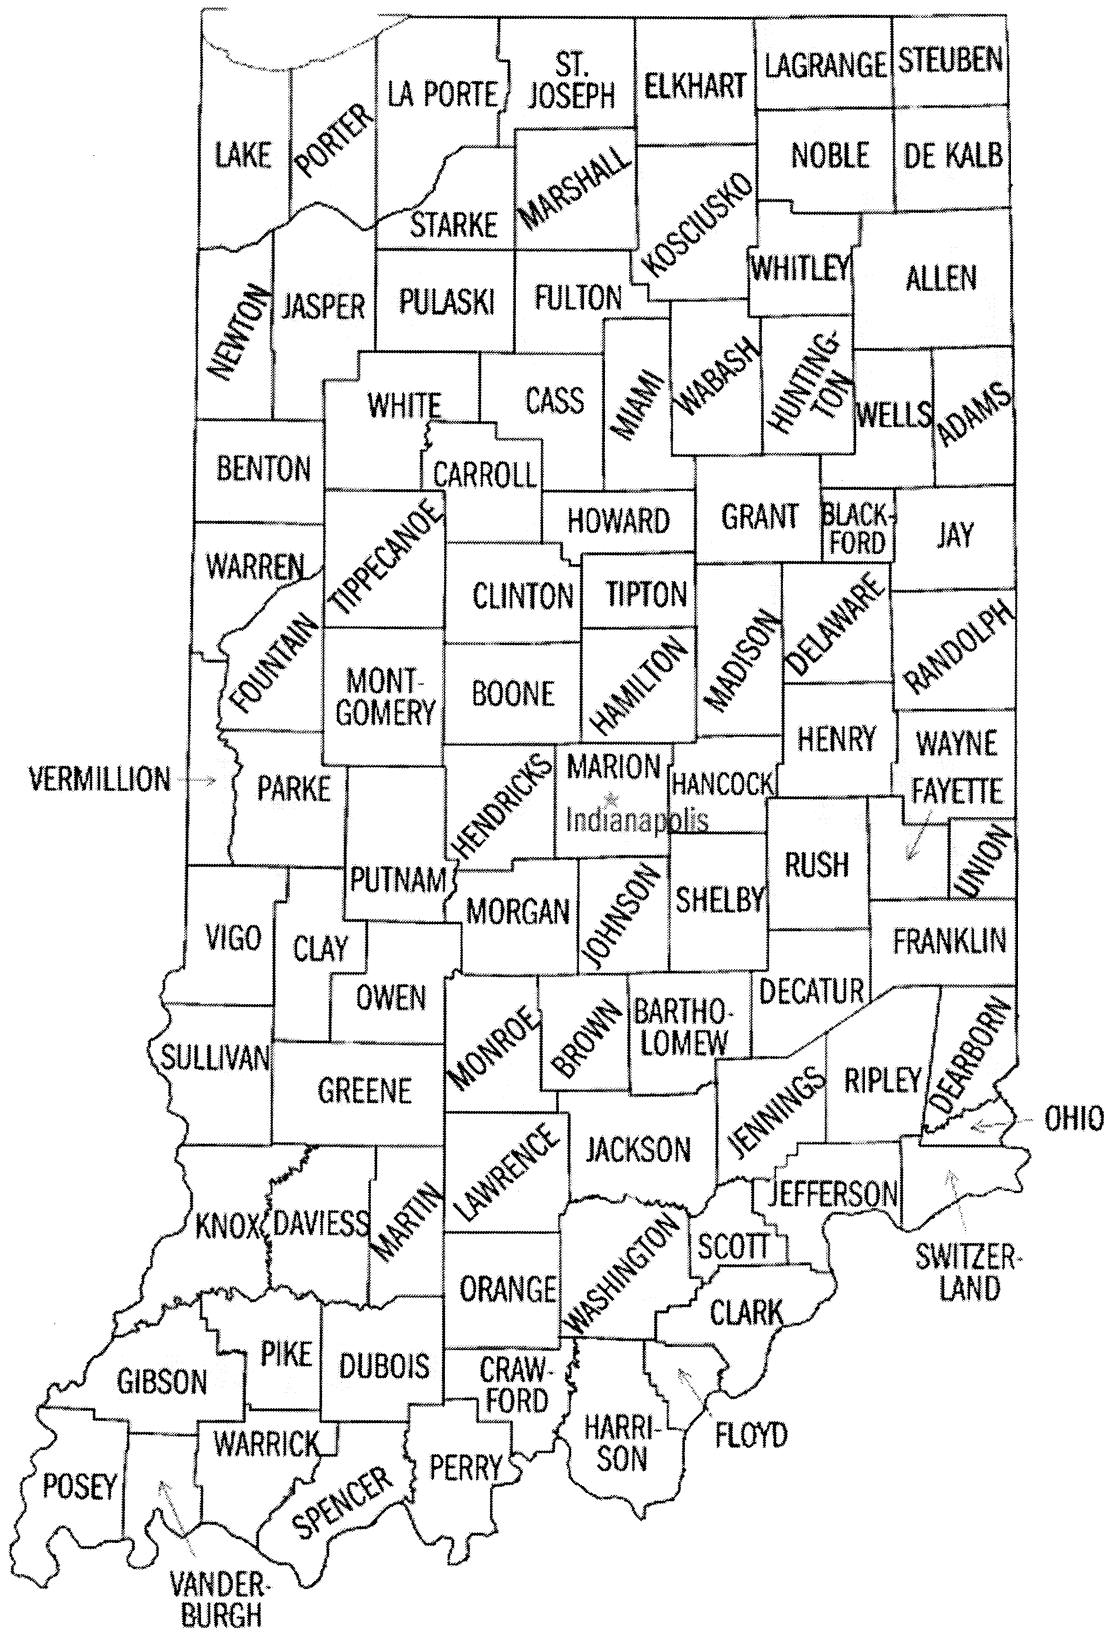 ST.
JOSEPH
LAGRANGE
STEUBEN
LA PORTE
ELKHART
LAKE
PORTER
NOBLE
DE KALB
MARSHALL
STARKE
KOSCIUSKO
WHITLEY
ALLEN
NEWTON
JASPER
PULASKI
FULTON
WHITE
CASS
MIAMI
WABASH
HUNTING-
TON
WELLS
ADAMS
BENTON
CARROLL
HOWARD
GRANT
BLACK-
FORD
JAY
WARREN
TIPPECANOE
CLINTON
TIPTON
MADISON
DELAWARE
RANDOLPH
FOUNTAIN
MONT-
GOMERY
BOONE
HAMILTON
HENRY
WAYNE
VERMILLION
PARKE
HENDRICKS
MARION
Indianapolis
HANCOCK
FAYETTE
PUTNAM
MORGAN
JOHNSON
SHELBY
RUSH
UNION
VIGO
CLAY
OWEN
FRANKLIN
DECATUR
SULLIVAN
GREENE
MONROE
BROWN
BARTHO-
LOMEW
JENNINGS
RIPLEY
DEARBORN
OHIO
KNOX
DAVIESS
MARTIN
LAWRENCE
JACKSON
JEFFERSON
SWITZER-
LAND
ORANGE
WASHINGTON
SCOTT
CLARK
GIBSON
PIKE
DUBOIS
CRAW-
FORD
HARRI-
SON
FLOYD
POSEY
WARRICK
SPENCER
PERRY
VANDER-
BURGH